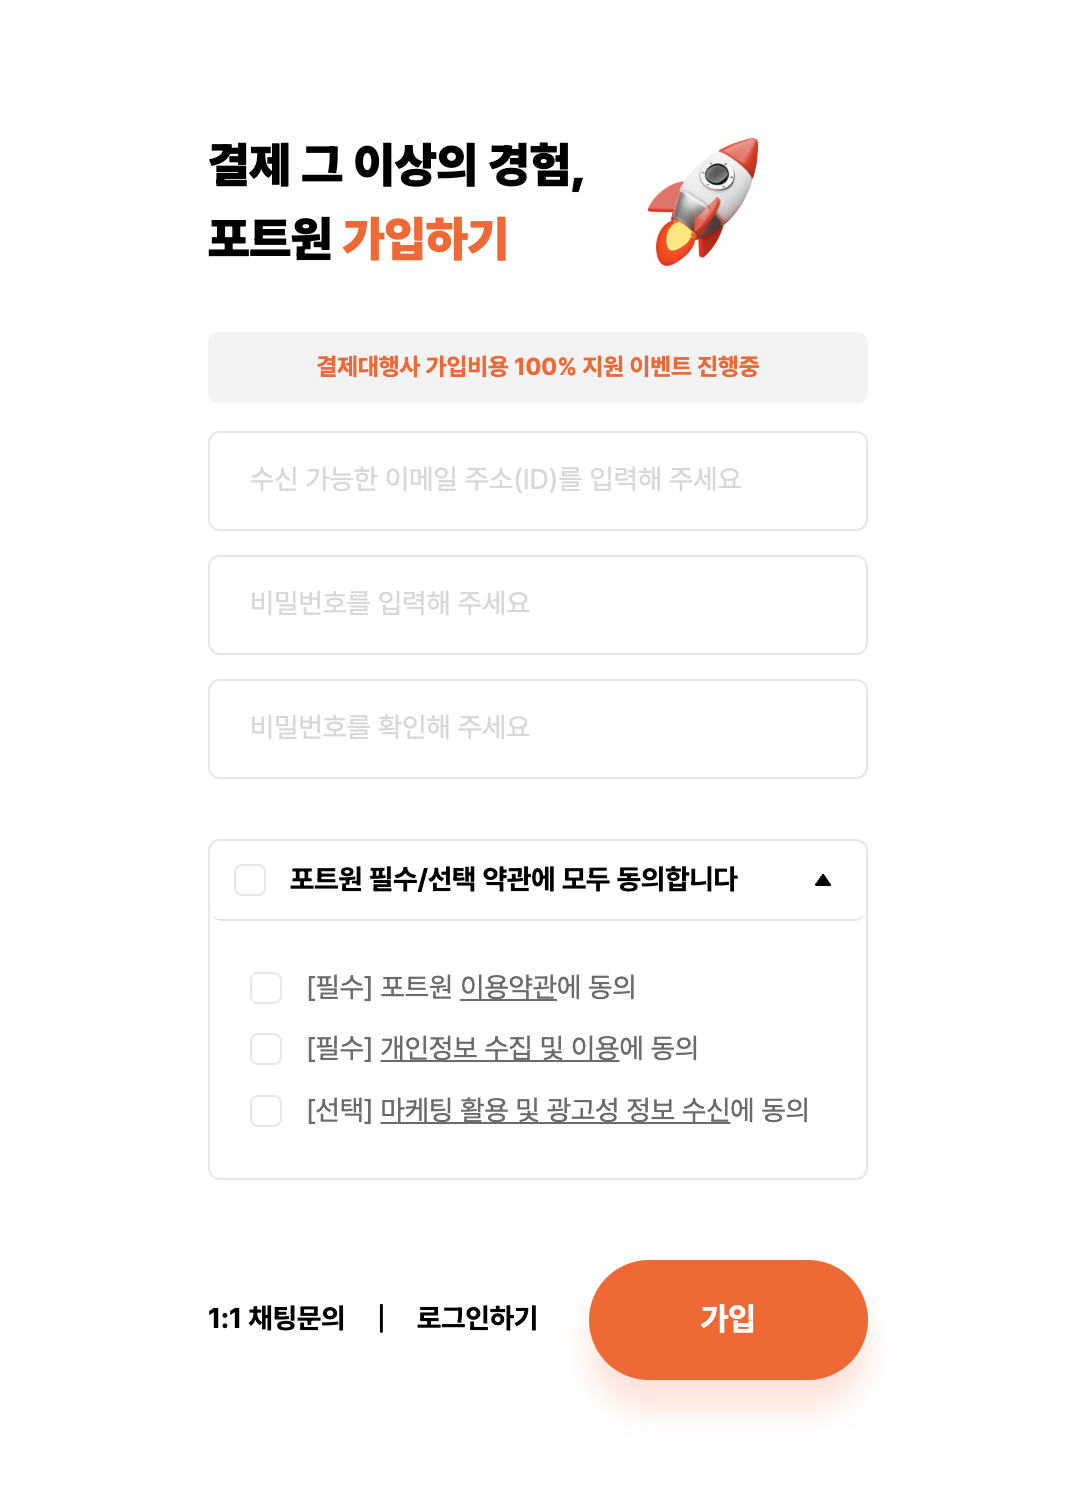 결제 그 이상의 경험,
포트원 가입하기
결제대행사 가입비용 100% 지원 이벤트 진행중
수신 가능한 이메일 주소(ID)를 입력해 주세요
비밀번호를 입력해 주세요
비밀번호를 확인해 주세요
포트원 필수/선택 약관에 모두 동의합니다
[필수] 포트원 이용약관에 동의
[필수] 개인정보 수집 및 이용에 동의
[선택] 마케팅 활용 및 광고성 정보 수신에 동의
1:1 채팅문의 | 로그인하기
가입